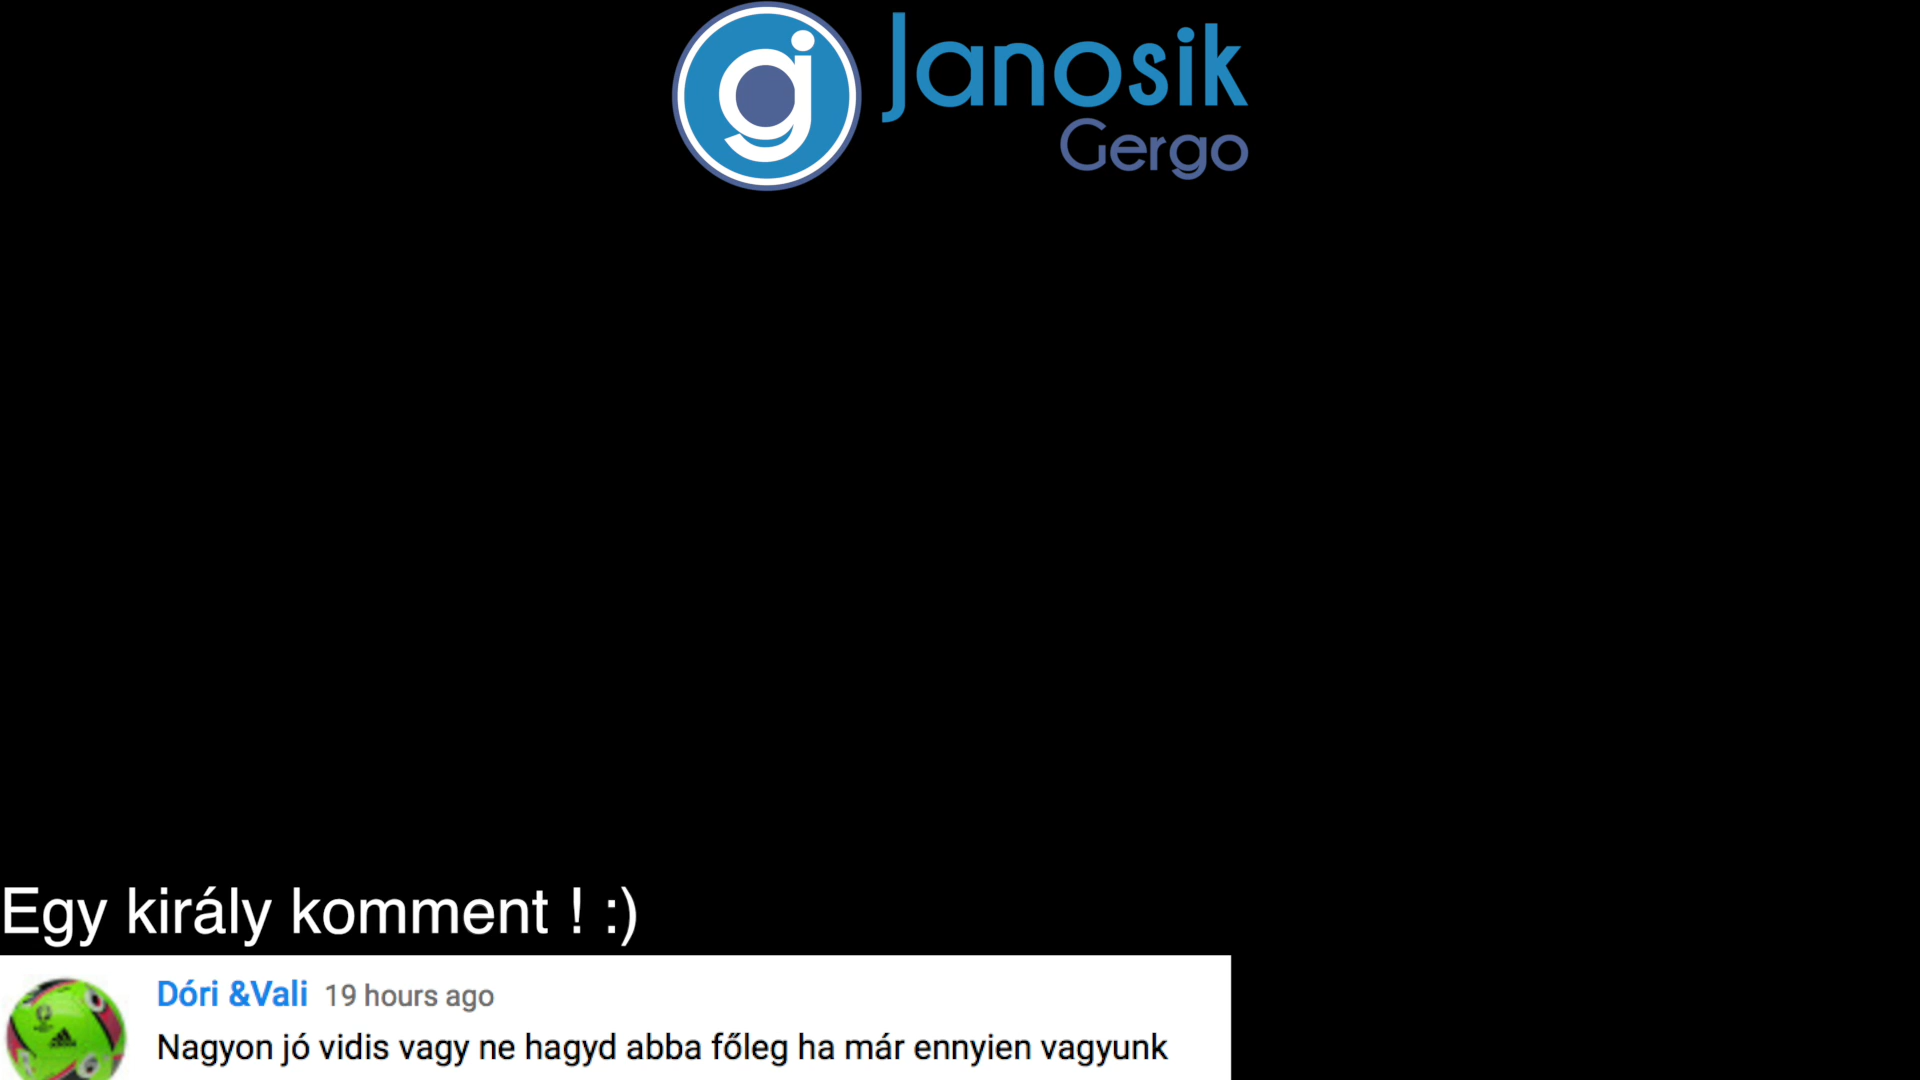 gj Janosik
Gergo
Egy király komment ! :)
Dóri &Vali 19 hours ago
Nagyon jó vidis vagy ne hagyd abba főleg ha már ennyien vagyunk